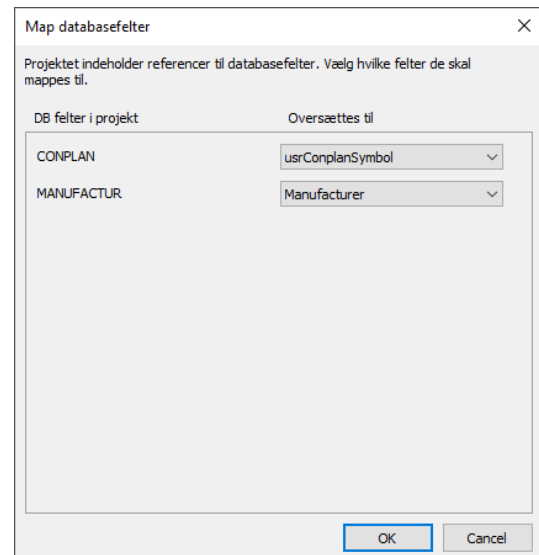 Map databasefelter
Projektet indeholder referencer til databasefelter. Vælg hvilke felter de skal
mappes til.
DB felter i projekt Oversættes til
CONPLAN usrConplanSymbol
MANUFACTUR Manufacturer
OK Cancel